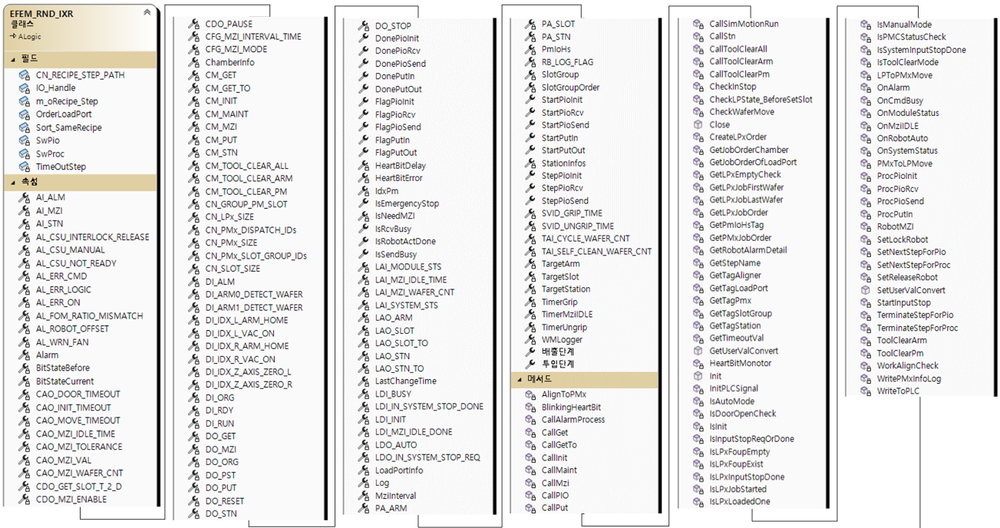 EFEM_RND_IXR
클래스
ALogic
필드
CN_RECIPE_STEP_PATH
IO_Handle
m_oRecipe_Step
OrderLoadPort
Sort_SameRecipe
SwPio
SwProc
TimeOutStep
속성
AI_ALM
AI_MZI
AI_STN
AL_CSU_INTERLOCK_RELEASE
AL_CSU_MANUAL
AL_CSU_NOT_READY
AL_ERR_CMD
AL_ERR_LOGIC
AL_ERR_ON
AL_FOM_RATIO_MISMATCH
AL_ROBOT_OFFSET
AL_WRN_FAN
Alarm
BitStateBefore
BitStateCurrent
CAO_DOOR_TIMEOUT
CAO_INIT_TIMEOUT
CAO_MOVE_TIMEOUT
CAO_MZI_IDLE_TIME
CAO_MZI_TOLERANCE
CAO_MZI_VAL
CAO_MZI_WAFER_CNT
CDO_GET_SLOT_T_2_D
CDO_MZI_ENABLE
CDO_PAUSE
CFG_MZI_INTERVAL_TIME
CFG_MZI_MODE
ChamberInfo
CM_GET
CM_GET_TO
CM_INIT
CM_MAINT
CM_MZI
CM_PUT
CM_STN
CM_TOOL_CLEAR_ALL
CM_TOOL_CLEAR_ARM
CM_TOOL_CLEAR_PM
CN_GROUP_PM_SLOT
CN_LPx_SIZE
CN_PMx_DISPATCH_IDs
CN_PMx_SIZE
CN_PMx_SLOT_GROUP_IDs
CN_SLOT_SIZE
DI_ALM
DI_ARM0_DETECT_WAFER
DI_ARM1_DETECT_WAFER
DI_IDX_L_ARM_HOME
DI_IDX_L_VAC_ON
DI_IDX_R_ARM_HOME
DI_IDX_R_VAC_ON
DI_IDX_Z_AXIS_ZERO_L
DI_IDX_Z_AXIS_ZERO_R
DI_ORG
DI_RDY
DI_RUN
DO_GET
DO_MZI
DO_ORG
DO_PST
DO_PUT
DO_RESET
DO_STN
DO_STOP
DonePioInit
DonePioRcv
DonePioSend
DonePutIn
DonePutOut
FlagPioInit
FlagPioRcv
FlagPioSend
FlagPutIn
FlagPutOut
HeartBitDelay
HeartBitError
IdxPm
IsEmergencyStop
IsNeedMZI
IsRcvBusy
IsRobotActDone
IsSendBusy
LAI_MODULE_STS
LAI_MZI_IDLE_TIME
LAI_MZI_WAFER_CNT
LAI_SYSTEM_STS
LAO_ARM
LAO_SLOT
LAO_SLOT_TO
LAO_STN
LAO_STN_TO
LastChangeTime
LDI_BUSY
LDI_IN_SYSTEM_STOP_DONE
LDI_INIT
LDI_MZI_IDLE_DONE
LDO_AUTO
LDO_IN_SYSTEM_STOP_REQ
LoadPortInfo
Log
MziInterval
PA_ARM
PA_SLOT
PA_STN
PmIoHs
RB_LOG_FLAG
SlotGroup
SlotGroupOrder
StartPioInit
StartPioRcv
StartPioSend
StartPutIn
StartPutOut
StationInfos
StepPioInit
StepPioRcv
StepPioSend
SVID_GRIP_TIME
SVID_UNGRIP_TIME
TAI_CYCLE_WAFER_CNT
TAI_SELF_CLEAN_WAFER_CNT
TargetArm
TargetSlot
TargetStation
TimerGrip
TimerMziIDLE
TimerUngrip
WMLogger
배출단계
투입단계
메서드
AlignToPMx
BlinkingHeartBit
CallAlarmProcess
CallGet
CallGetTo
CallInit
CallMaint
CallMzi
CallPIO
CallPut
CallSimMotionRun
CallStn
CallToolClearAll
CallToolClearArm
CallToolClearPm
CheckInStop
CheckLPState_BeforeSetSlot
CheckWaferMove
Close
CreateLPxOrder
GetJobOrderChamber
GetJobOrderOfLoadPort
GetLPxEmptyCheck
GetLPxJobFirstWafer
GetLPxJobLastWafer
GetLPxJobOrder
GetPmIoHsTag
GetPMxJobOrder
GetRobotAlarmDetail
GetStepName
GetTagAligner
GetTagLoadPort
GetTagPmx
GetTagSlotGroup
GetTagStation
GetTimeoutVal
GetUserValConvert
HeartBitMonotor
Init
InitPLCSignal
IsAutoMode
IsDoorOpenCheck
IsInit
IsInputStopReqOrDone
IsLPxFoupEmpty
IsLPxFoupExist
IsLPxInputStopDone
IsLPxJobStarted
IsLPxLoadedOne
IsManualMode
IsPMCStatusCheck
IsSystemInputStopDone
IsToolClearMode
LPToPMxMove
OnAlarm
OnCmdBusy
OnModuleStatus
OnMziIDLE
OnRobotAuto
OnSystemStatus
PMxToLPMove
ProcPioInit
ProcPioRcv
ProcPioSend
ProcPutIn
RobotMZI
SetLockRobot
SetNextStepForPio
SetNextStepForProc
SetReleaseRobot
SetUserValConvert
StartInputStop
TerminateStepForPio
TerminateStepForProc
ToolClearArm
ToolClearPm
WorkAlignCheck
WritePMxInfoLog
WriteToPLC